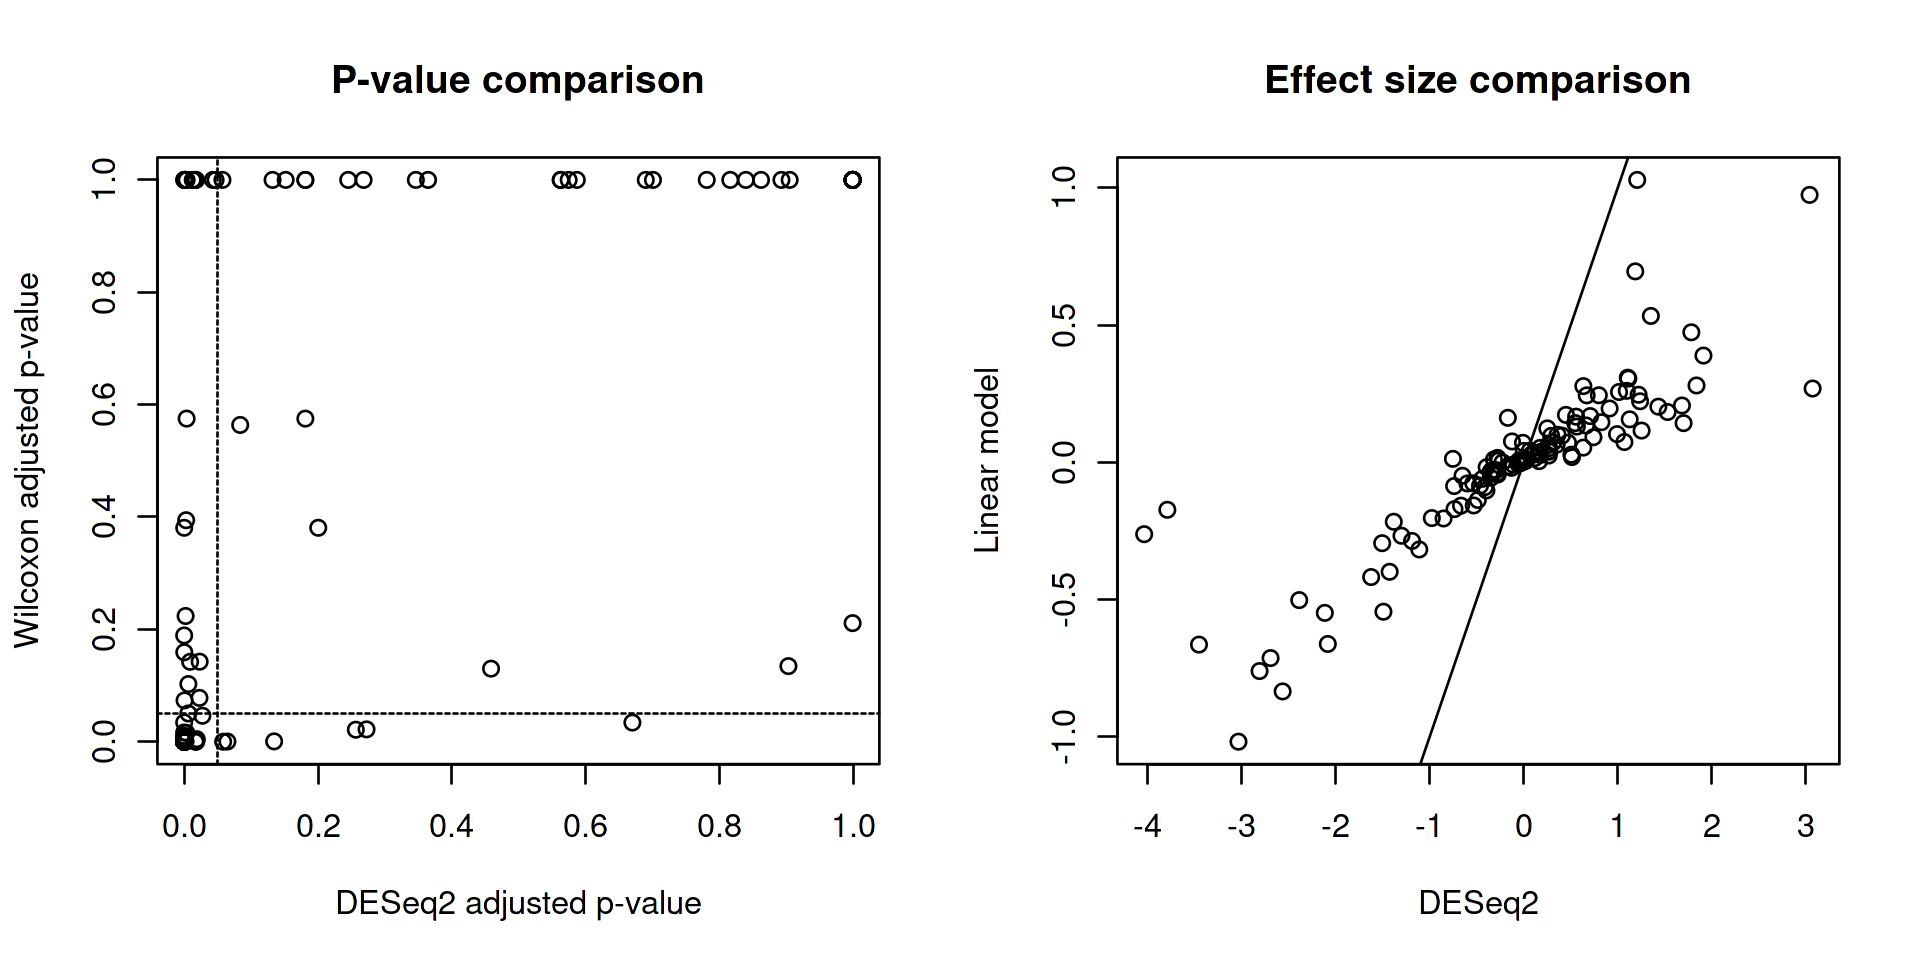 P-value comparison
Wilcoxon adjusted p-value
1.0
0.8
0.6
0.4
0.2
0.0
0.0 0.2 0.4 0.6 0.8 1.0
DESeq2 adjusted p-value
Effect size comparison
Linear model
1.0
0.5
0.0
-0.5
-1.0
-4 -3 -2 -1 0 1 2 3
DESeq2